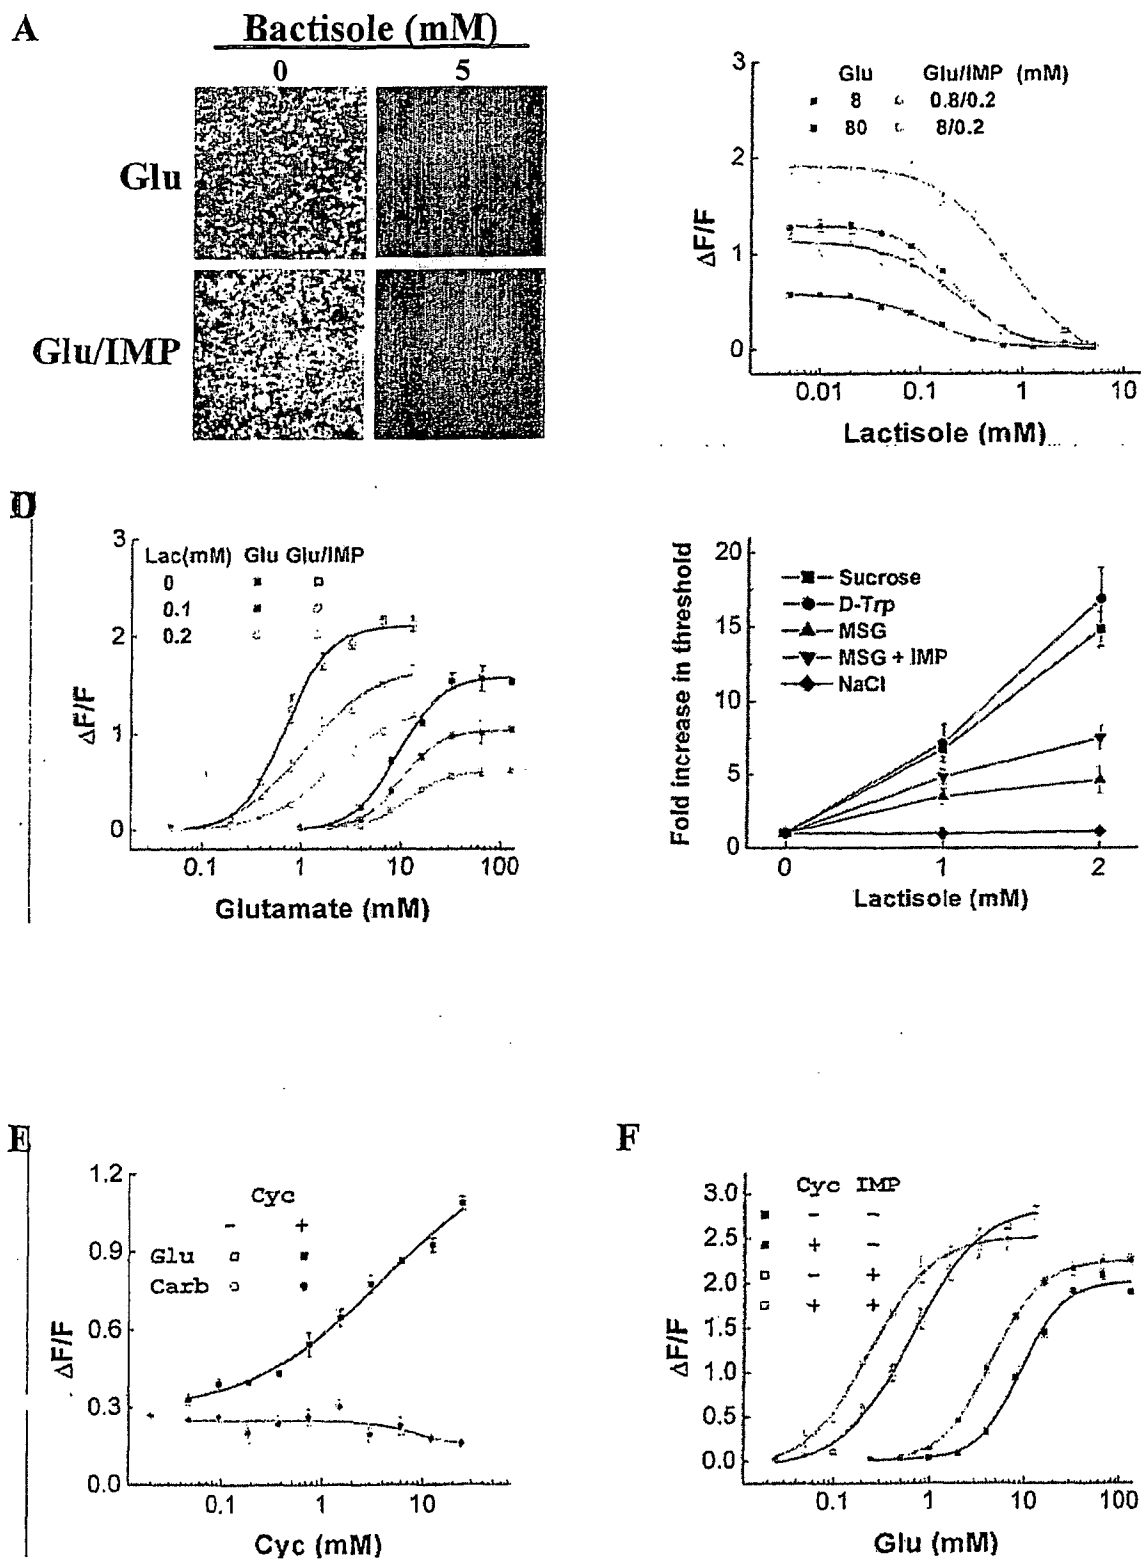 A
Bactisole (mM)
0 5
Glu
Glu/IMP
3
2
1
0
ΔF/F
Glu Glu/IMP (mM)
8 0.8/0.2
80 8/0.2
0.01 0.1 1 10
Lactisole (mM)
D
3
2
1
0
ΔF/F
Lac(mM) Glu Glu/IMP
0
0.1
0.2
0.1 1 10 100
Glutamate (mM)
20
15
10
5
0
Fold increase in threshold
Sucrose
D-Trp
MSG
MSG + IMP
NaCl
0 1 2
Lactisole (mM)
E
1.2
0.9
0.6
0.3
0.0
ΔF/F
Cyc
- +
Glu
Carb
0.1 1 10
Cyc (mM)
F
3.0
2.5
2.0
1.5
1.0
0.5
0.0
ΔF/F
Cyc IMP
- -
+ -
- +
+ +
0.1 1 10 100
Glu (mM)